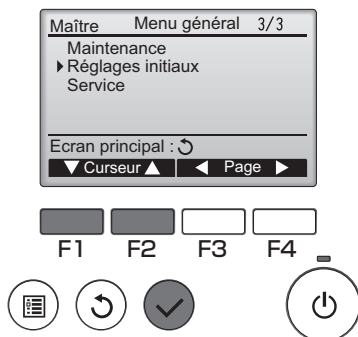 Maître Menu général 3/3
Maintenance
Réglages initiaux
Service
Ecran principal :
Curseur Page
F1 F2 F3 F4